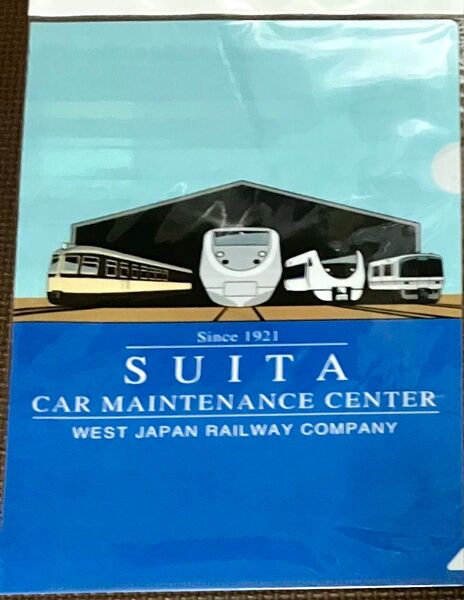 Since 1921
SUITA
CAR MAINTENANCE CENTER
WEST JAPAN RAILWAY COMPANY